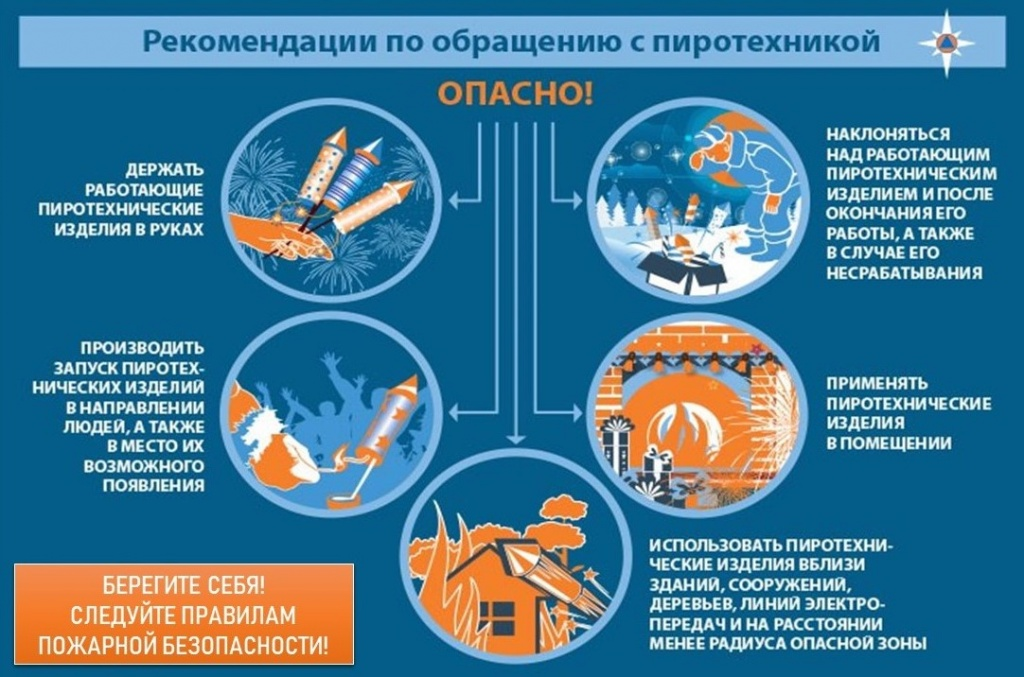 Рекомендации по обращению с пиротехникой
ОПАСНО!
ДЕРЖАТЬ
РАБОТАЮЩИЕ
ПИРОТЕХНИЧЕСКИЕ
ИЗДЕЛИЯ В РУКАХ
НАКЛОНЯТЬСЯ
НАД РАБОТАЮЩИМ
ПИРОТЕХНИЧЕСКИМ
ИЗДЕЛИЕМ И ПОСЛЕ
ОКОНЧАНИЯ ЕГО
РАБОТЫ, А ТАКЖЕ
В СЛУЧАЕ ЕГО
НЕСРАБАТЫВАНИЯ
ПРОИЗВОДИТЬ
ЗАПУСК ПИРОТЕХ-
НИЧЕСКИХ ИЗДЕЛИЙ
В НАПРАВЛЕНИИ
ЛЮДЕЙ, А ТАКЖЕ
В МЕСТО ИХ
ВОЗМОЖНОГО
ПОЯВЛЕНИЯ
ПРИМЕНЯТЬ
ПИРОТЕХНИЧЕСКИЕ
ИЗДЕЛИЯ
В ПОМЕЩЕНИИ
ИСПОЛЬЗОВАТЬ ПИРОТЕХНИ-
ЧЕСКИЕ ИЗДЕЛИЯ ВБЛИЗИ
ЗДАНИЙ, СООРУЖЕНИЙ,
ДЕРЕВЬЕВ, ЛИНИЙ ЭЛЕКТРО-
ПЕРЕДАЧ И НА РАССТОЯНИИ
МЕНЕЕ РАДИУСА ОПАСНОЙ ЗОНЫ
БЕРЕГИТЕ СЕБЯ!
СЛЕДУЙТЕ ПРАВИЛАМ
ПОЖАРНОЙ БЕЗОПАСНОСТИ!